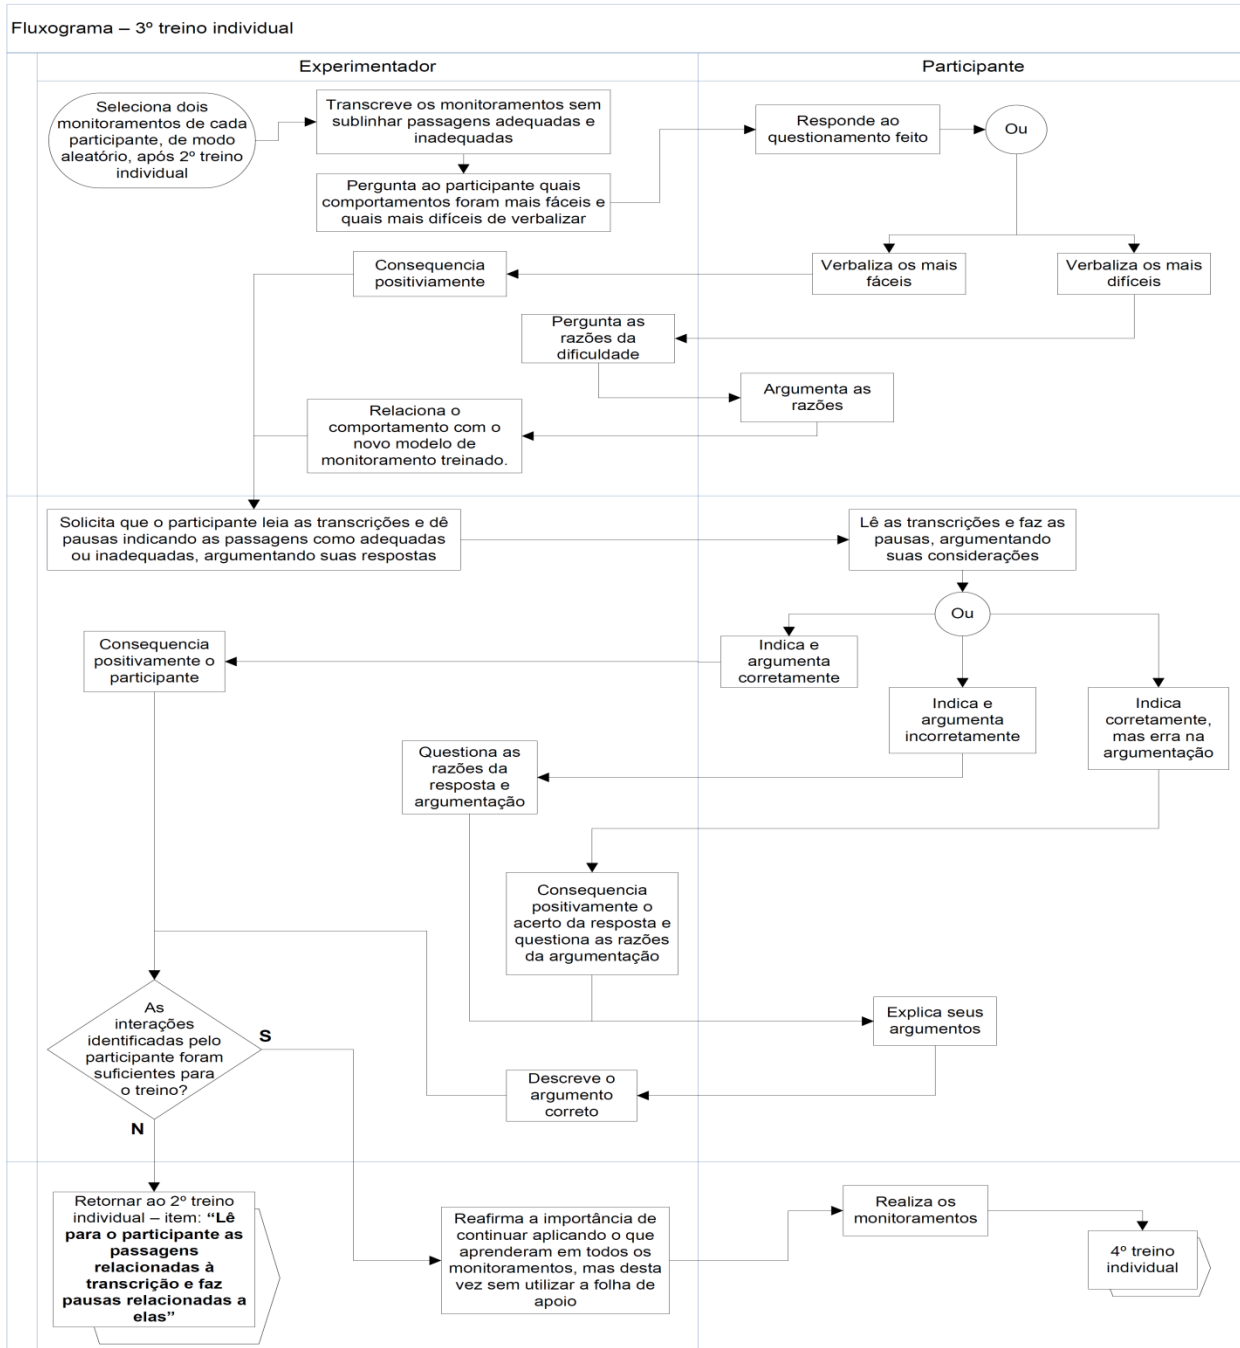 Fluxograma – 3º treino individual
Experimentador
Participante
Seleciona dois
monitoramentos de cada
participante, de modo
aleatório, após 2º treino
individual
Transcreve os monitoramentos sem
sublinhar passagens adequadas e
inadequadas
Responde ao
questionamento feito
Ou
Pergunta ao participante quais
comportamentos foram mais fáceis e
quais mais difíceis de verbalizar
Consequencia
positiviamente
Verbaliza os mais
fáceis
Verbaliza os mais
difíceis
Pergunta as
razões da
dificuldade
Argumenta as
razões
Relaciona o
comportamento com o
novo modelo de
monitoramento treinado.
Solicita que o participante leia as transcrições e dê
pausas indicando as passagens como adequadas
ou inadequadas, argumentando suas respostas
Lê as transcrições e faz as
pausas, argumentando
suas considerações
Ou
Consequencia
positivamente o
participante
Indica e
argumenta
corretamente
Indica e
argumenta
incorretamente
Indica
corretamente,
mas erra na
argumentação
Questiona as
razões da
resposta e
argumentação
Consequencia
positivamente o
acerto da resposta e
questiona as razões
da argumentação
As
interações
identificadas pelo
participante foram
suficientes para
o treino?
S
N
Explica seus
argumentos
Descreve o
argumento
correto
Retornar ao 2º treino
individual – item: “Lê
para o participante as
passagens
relacionadas à
transcrição e faz
pausas relacionadas a
elas”
Reafirma a importância de
continuar aplicando o que
aprenderam em todos os
monitoramentos, mas desta
vez sem utilizar a folha de
apoio
Realiza os
monitoramentos
4º treino
individual